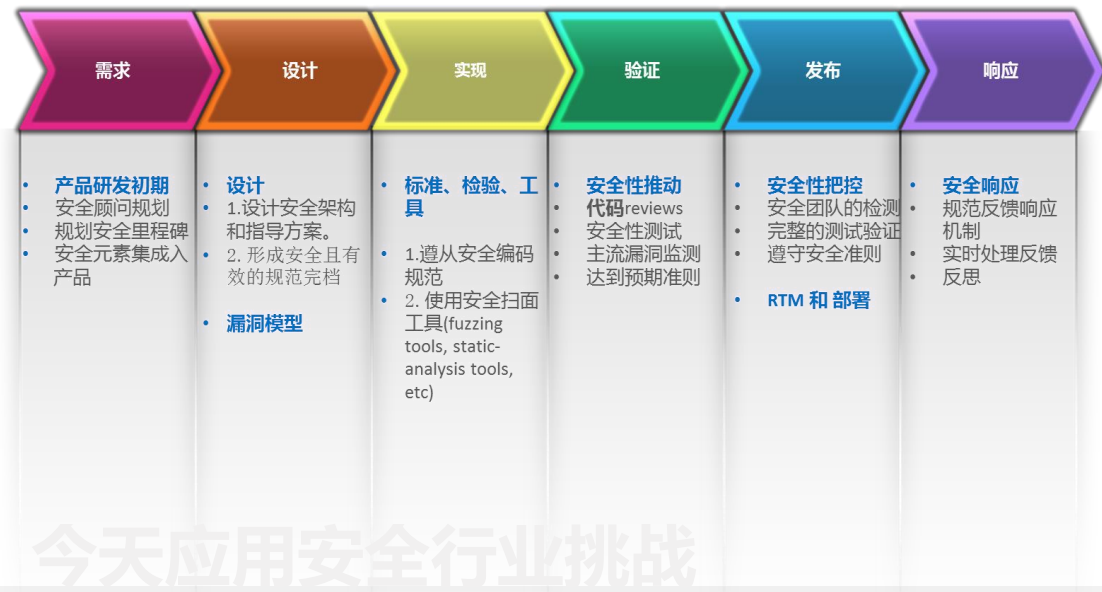 需求
设计
实现
验证
发布
响应
• 产品研发初期
• 安全顾问规划
• 规划安全里程碑
• 安全元素集成入
产品
• 设计
• 1.设计安全架构
和指导方案。
• 2. 形成安全且有
效的规范完档
• 漏洞模型
• 标准、检验、工
具
• 1.遵从安全编码
规范
• 2. 使用安全扫面
工具(fuzzing
tools, static-
analysis tools,
etc)
• 安全性推动
• 代码reviews
• 安全性测试
• 主流漏洞监测
• 达到预期准则
• 安全性把控
• 安全团队的检测
• 完整的测试验证
• 遵守安全准则
• RTM 和 部署
• 安全响应
• 规范反馈响应
机制
• 实时处理反馈
• 反思
今天应用安全行业挑战